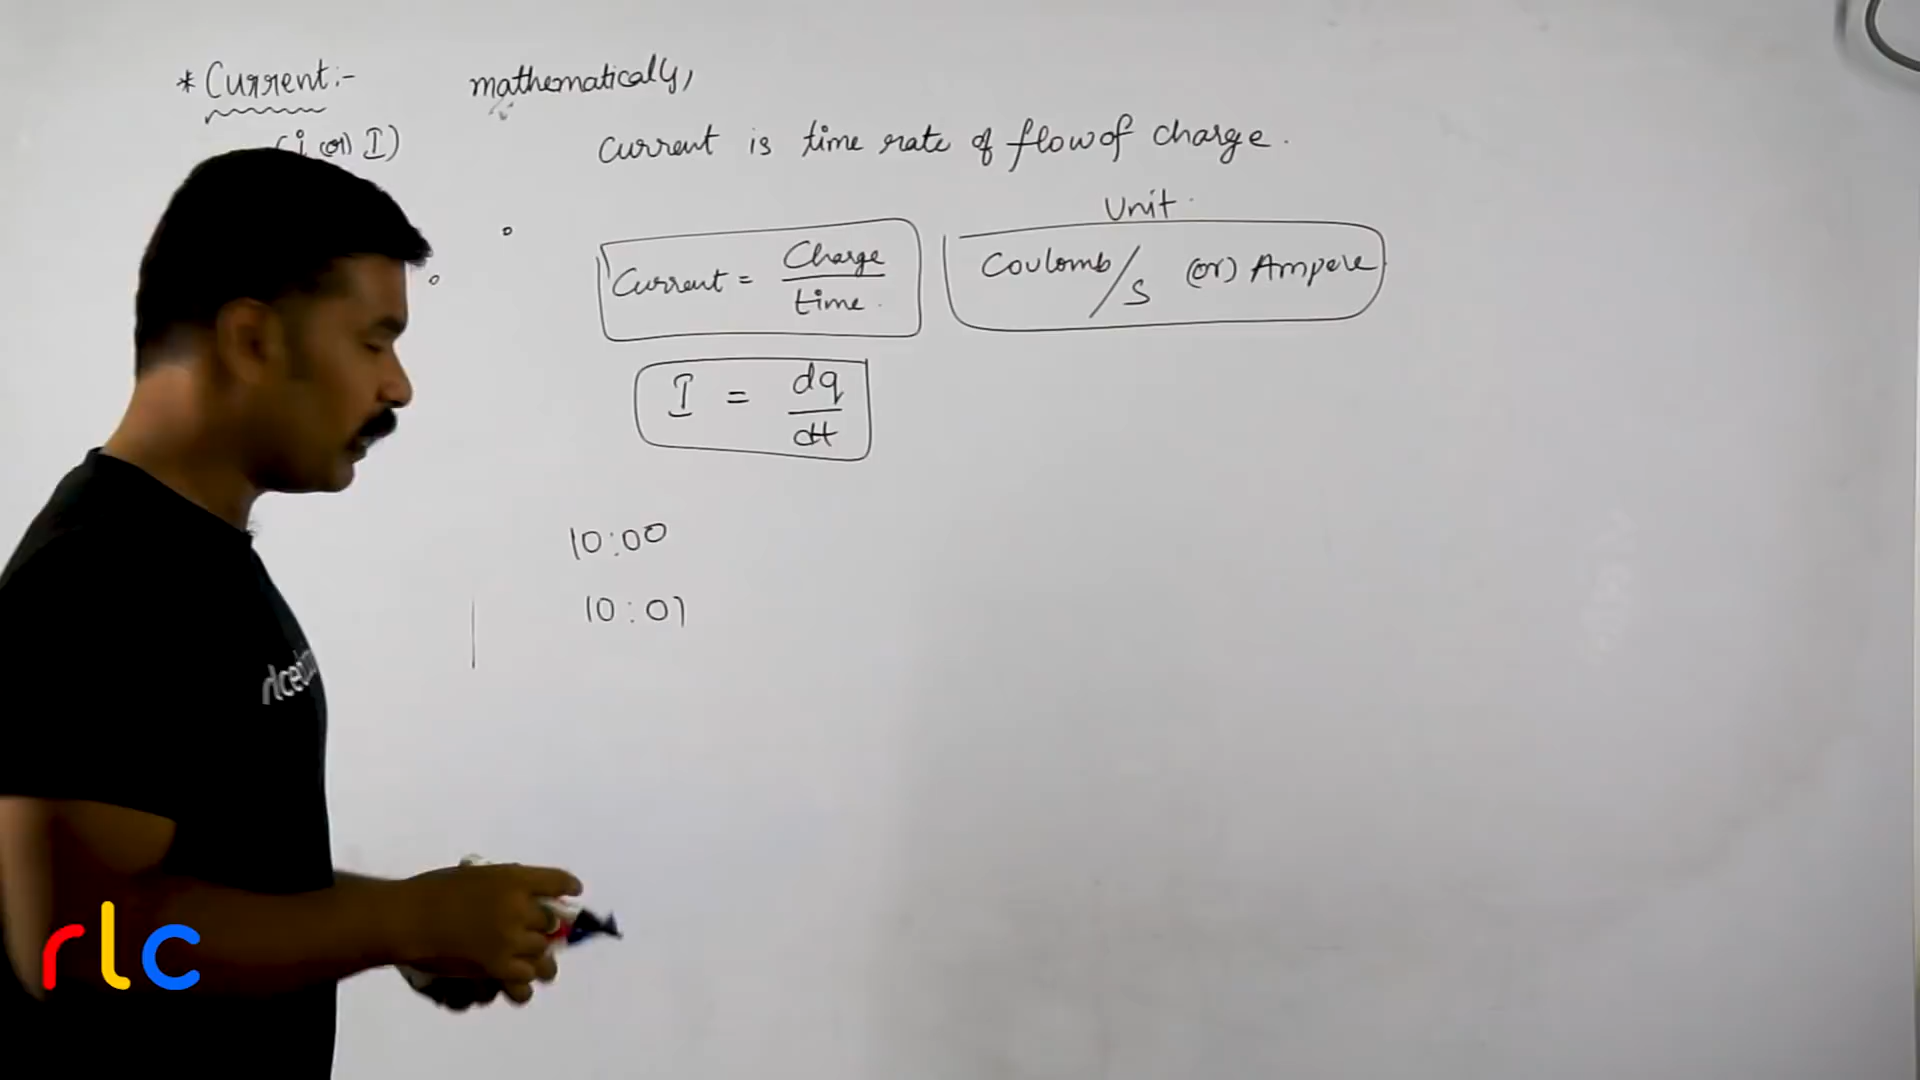 * Current:-
mathematically,
(i (or) I)
Current is time rate of flow of charge.
Unit.
Current = Charge / time.
Coulomb/s (or) Ampere
I = dq / dt
10:00
10:01
rlc